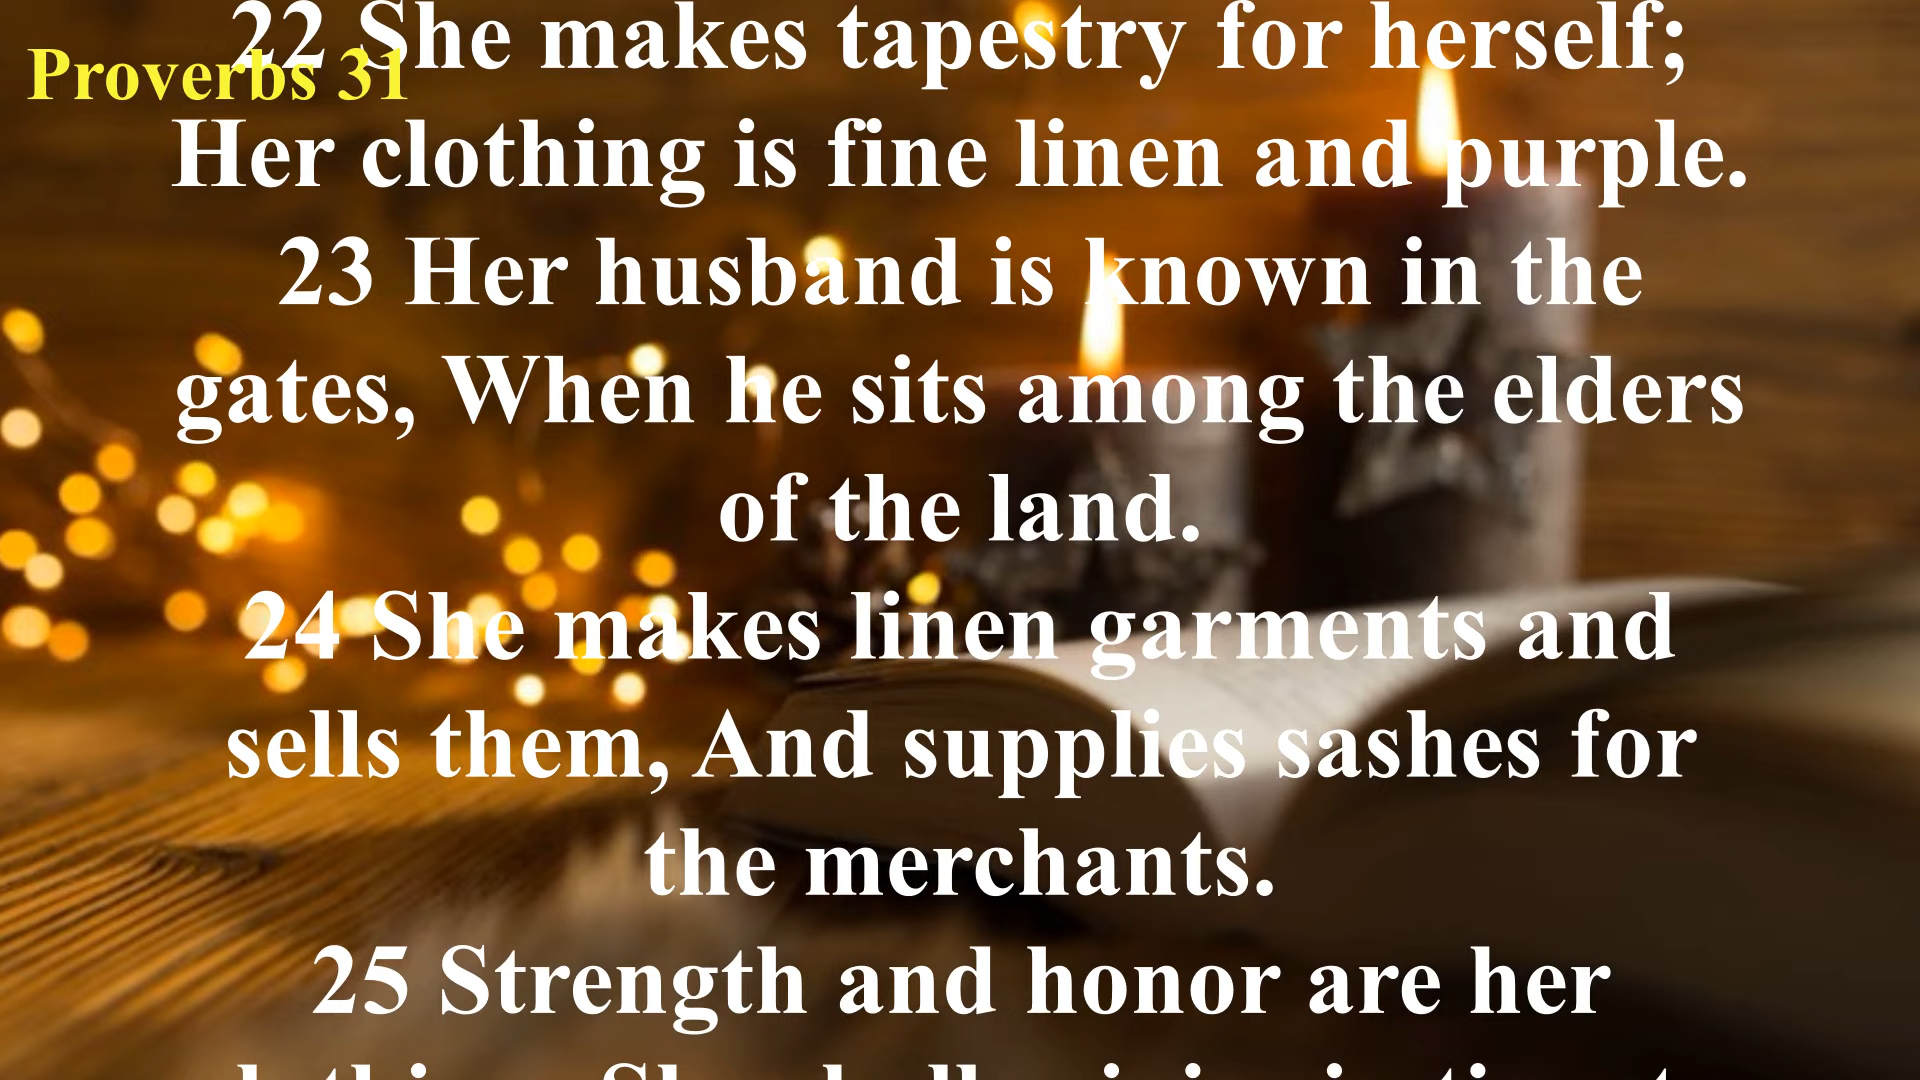 Proverbs 31
22 She makes tapestry for herself;
Her clothing is fine linen and purple.
23 Her husband is known in the
gates, When he sits among the elders
of the land.
24 She makes linen garments and
sells them, And supplies sashes for
the merchants.
25 Strength and honor are her